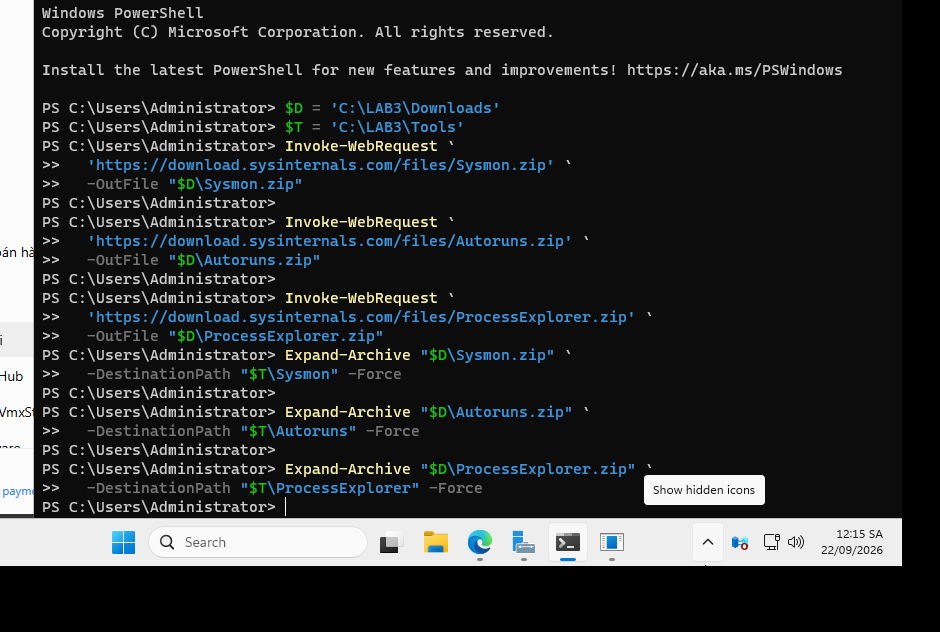 Windows PowerShell
Copyright (C) Microsoft Corporation. All rights reserved.
Install the latest PowerShell for new features and improvements! https://aka.ms/PSWindows
PS C:\Users\Administrator> $D = 'C:\LAB3\Downloads'
PS C:\Users\Administrator> $T = 'C:\LAB3\Tools'
PS C:\Users\Administrator> Invoke-WebRequest `
>>   'https://download.sysinternals.com/files/Sysmon.zip' `
>>   -OutFile "$D\Sysmon.zip"
PS C:\Users\Administrator>
PS C:\Users\Administrator> Invoke-WebRequest `
>>   'https://download.sysinternals.com/files/Autoruns.zip' `
>>   -OutFile "$D\Autoruns.zip"
PS C:\Users\Administrator>
PS C:\Users\Administrator> Invoke-WebRequest `
>>   'https://download.sysinternals.com/files/ProcessExplorer.zip' `
>>   -OutFile "$D\ProcessExplorer.zip"
PS C:\Users\Administrator> Expand-Archive "$D\Sysmon.zip" `
>>   -DestinationPath "$T\Sysmon" -Force
PS C:\Users\Administrator>
PS C:\Users\Administrator> Expand-Archive "$D\Autoruns.zip" `
>>   -DestinationPath "$T\Autoruns" -Force
PS C:\Users\Administrator>
PS C:\Users\Administrator> Expand-Archive "$D\ProcessExplorer.zip" `
>>   -DestinationPath "$T\ProcessExplorer" -Force
PS C:\Users\Administrator>
Hub
Show hidden icons
Search
12:15 SA
22/09/2026